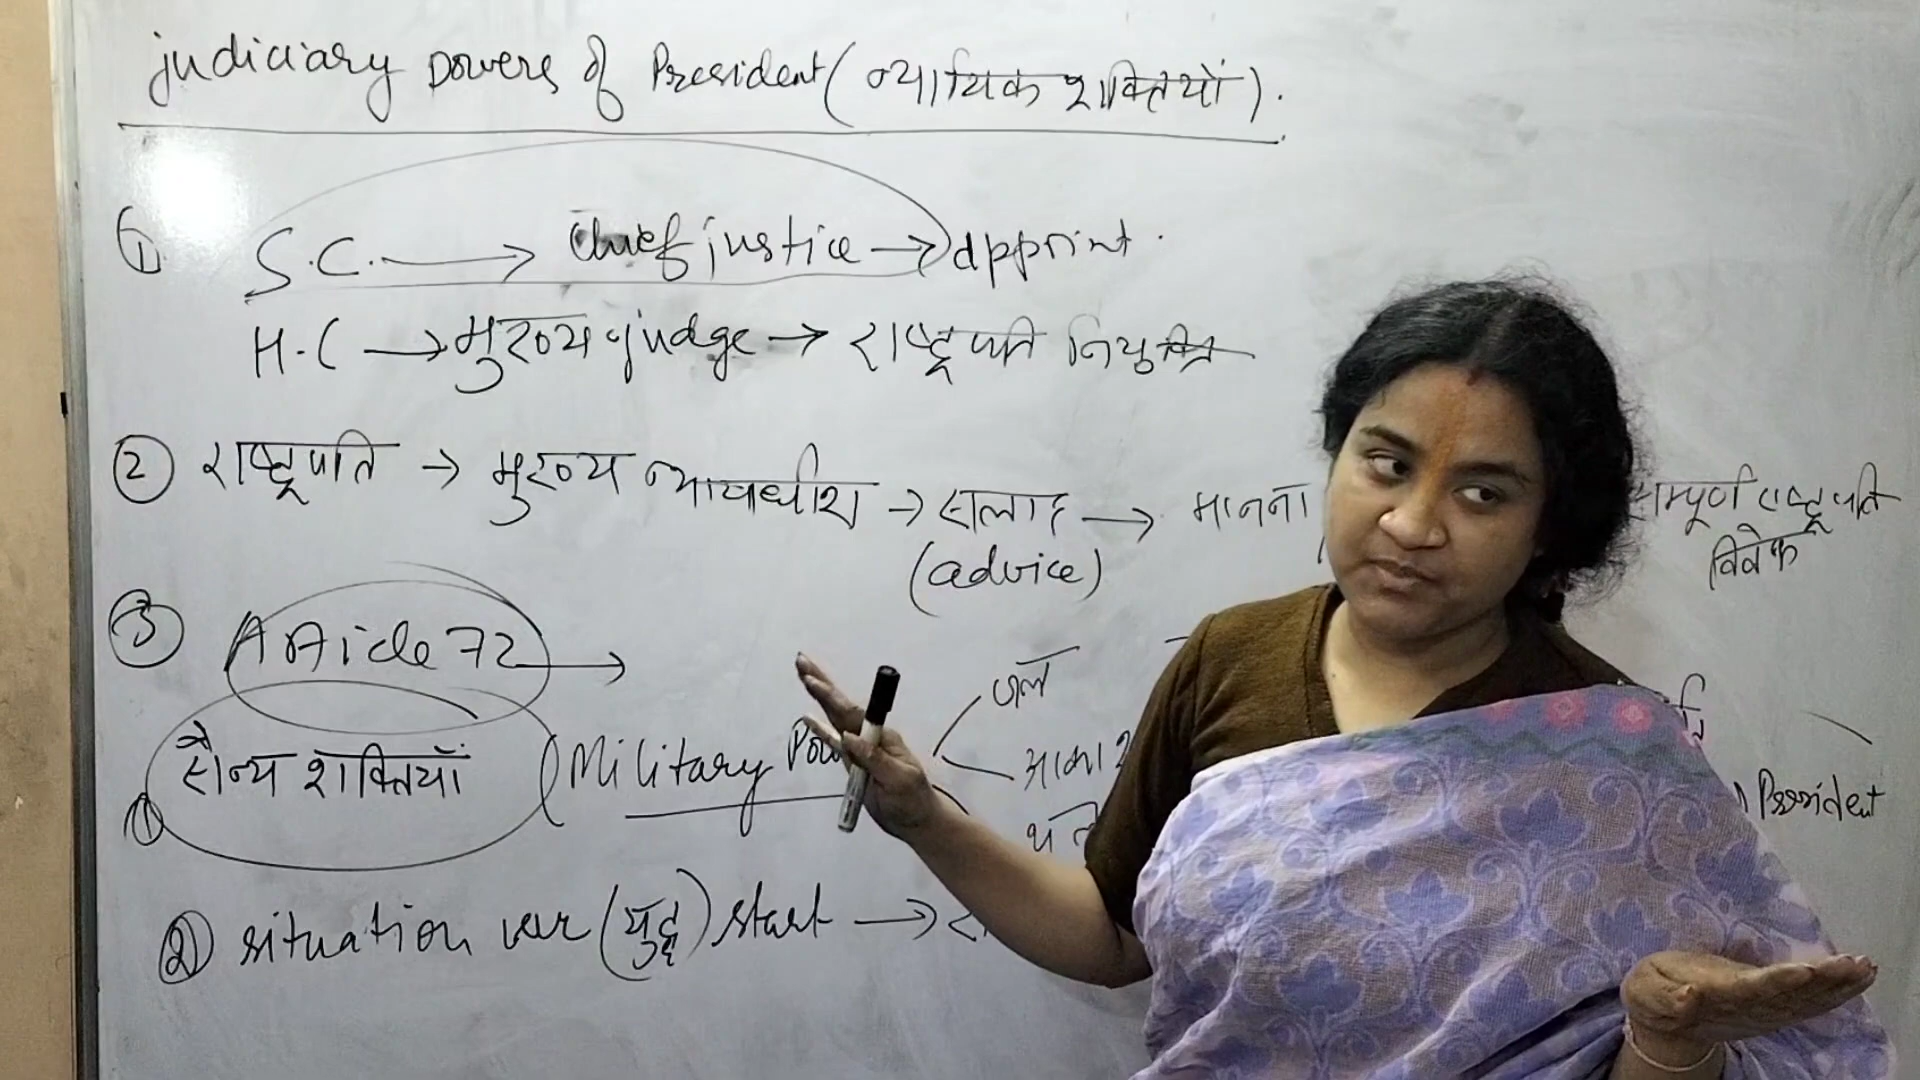 judiciary powers of President (न्यायिक शक्तियों).
① S.C. → Chief justice → appoint.
H.C → मुख्य judge → राष्ट्रपति नियुक्ति
② राष्ट्रपति → मुख्य न्यायधीश → सलाह → मानना सम्पूर्ण राष्ट्रपति
(advice) विवेक
③ Article 72 →
जल
① सैन्य शक्तियाँ (Military President
② situation war (युद्ध) start →